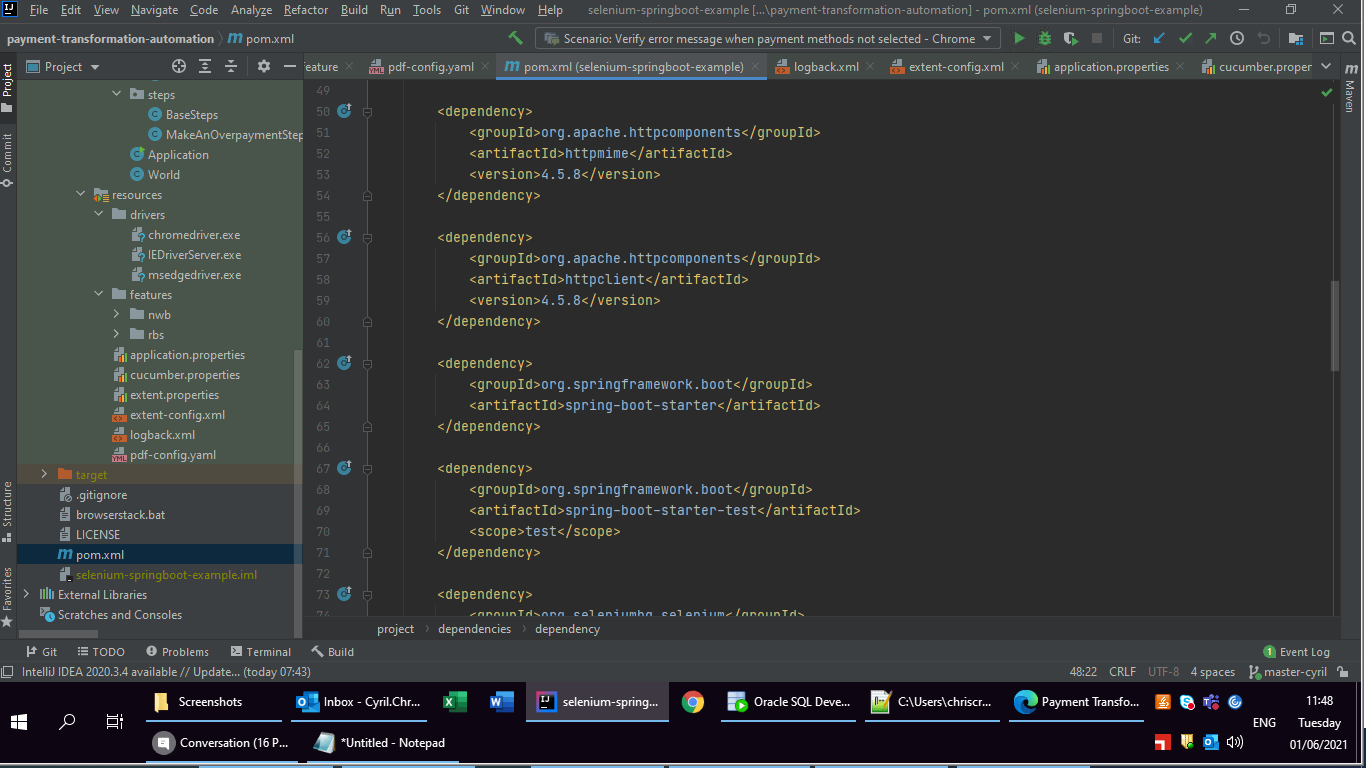 File Edit View Navigate Code Analyze Refactor Build Run Tools Git Window Help selenium-springboot-example [...\payment-transformation-automation] - pom.xml (selenium-springboot-example)
payment-transformation-automation pom.xml Scenario: Verify error message when payment methods not selected - Chrome Git:
Project feature pdf-config.yaml pom.xml (selenium-springboot-example) logback.xml extent-config.xml application.properties cucumber.proper
Project
Commit
Structure
Favorites
steps
BaseSteps
MakeAnOverpaymentStep
Application
World
resources
drivers
chromedriver.exe
IEDriverServer.exe
msedgedriver.exe
features
nwb
rbs
application.properties
cucumber.properties
extent.properties
extent-config.xml
logback.xml
pdf-config.yaml
target
.gitignore
browserstack.bat
LICENSE
pom.xml
selenium-springboot-example.iml
External Libraries
Scratches and Consoles
49
50 <dependency>
51 <groupId>org.apache.httpcomponents</groupId>
52 <artifactId>httpmime</artifactId>
53 <version>4.5.8</version>
54 </dependency>
55
56 <dependency>
57 <groupId>org.apache.httpcomponents</groupId>
58 <artifactId>httpclient</artifactId>
59 <version>4.5.8</version>
60 </dependency>
61
62 <dependency>
63 <groupId>org.springframework.boot</groupId>
64 <artifactId>spring-boot-starter</artifactId>
65 </dependency>
66
67 <dependency>
68 <groupId>org.springframework.boot</groupId>
69 <artifactId>spring-boot-starter-test</artifactId>
70 <scope>test</scope>
71 </dependency>
72
73 <dependency>
74 <groupId>org.seleniumhq.selenium</groupId>
Maven
project dependencies dependency
Git TODO Problems Terminal Build 1 Event Log
IntelliJ IDEA 2020.3.4 available // Update... (today 07:43) 48:22 CRLF UTF-8 4 spaces master-cyril
Screenshots Inbox - Cyril.Chr... selenium-spring... Oracle SQL Deve... C:\Users\chriscr... Payment Transfo...
Conversation (16 P... *Untitled - Notepad
ENG
11:48
Tuesday
01/06/2021